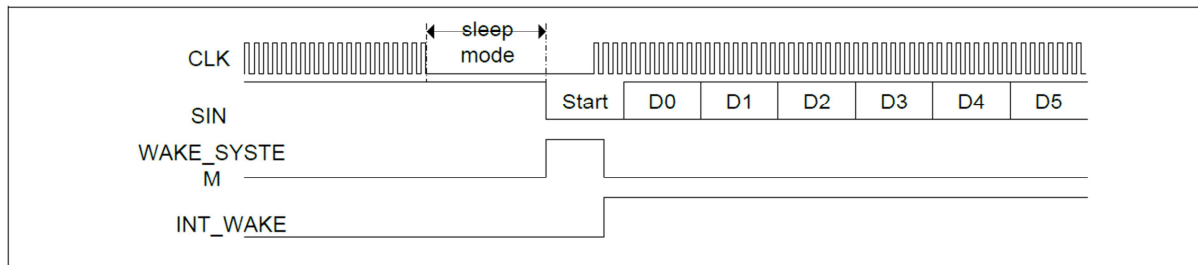 sleep
mode
CLK
SIN
Start D0 D1 D2 D3 D4 D5
WAKE_SYSTE
M
INT_WAKE